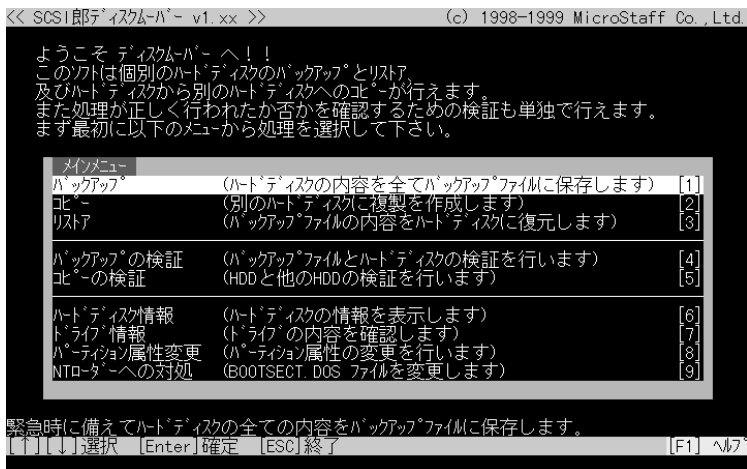 << SCSI郎ﾃﾞｨｽｸﾑｰﾊﾞｰ v1.xx >> (c) 1998-1999 MicroStaff Co.,Ltd.
ようこそ ﾃﾞｨｽｸﾑｰﾊﾞｰ へ！！
このｿﾌﾄは個別のﾊｰﾄﾞﾃﾞｨｽｸのﾊﾞｯｸｱｯﾌﾟとﾘｽﾄｱ,
及びﾊｰﾄﾞﾃﾞｨｽｸから別のﾊｰﾄﾞﾃﾞｨｽｸへのｺﾋﾟｰが行えます。
また処理が正しく行われたか否かを確認するための検証も単独で行えます。
まず最初に以下のﾒﾆｭｰから処理を選択して下さい。
ﾒｲﾝﾒﾆｭｰ
ﾊﾞｯｸｱｯﾌﾟ (ﾊｰﾄﾞﾃﾞｨｽｸの内容を全てﾊﾞｯｸｱｯﾌﾟﾌｧｲﾙに保存します) [1]
ｺﾋﾟｰ (別のﾊｰﾄﾞﾃﾞｨｽｸに複製を作成します) [2]
ﾘｽﾄｱ (ﾊﾞｯｸｱｯﾌﾟﾌｧｲﾙの内容をﾊｰﾄﾞﾃﾞｨｽｸに復元します) [3]
ﾊﾞｯｸｱｯﾌﾟの検証 (ﾊﾞｯｸｱｯﾌﾟﾌｧｲﾙとﾊｰﾄﾞﾃﾞｨｽｸの検証を行います) [4]
ｺﾋﾟｰの検証 (HDDと他のHDDの検証を行います) [5]
ﾊｰﾄﾞﾃﾞｨｽｸ情報 (ﾊｰﾄﾞﾃﾞｨｽｸの情報を表示します) [6]
ﾄﾞﾗｲﾌﾞ情報 (ﾄﾞﾗｲﾌﾞの内容を確認します) [7]
ﾊﾟｰﾃｨｼｮﾝ属性変更 (ﾊﾟｰﾃｨｼｮﾝ属性の変更を行います) [8]
NTﾛｰﾀﾞｰへの対処 (BOOTSECT.DOS ﾌｧｲﾙを変更します) [9]
緊急時に備えてﾊｰﾄﾞﾃﾞｨｽｸの全ての内容をﾊﾞｯｸｱｯﾌﾟﾌｧｲﾙに保存します。
[↑][↓]選択 [Enter]確定 [ESC]終了 [F1] ﾍﾙﾌﾟ